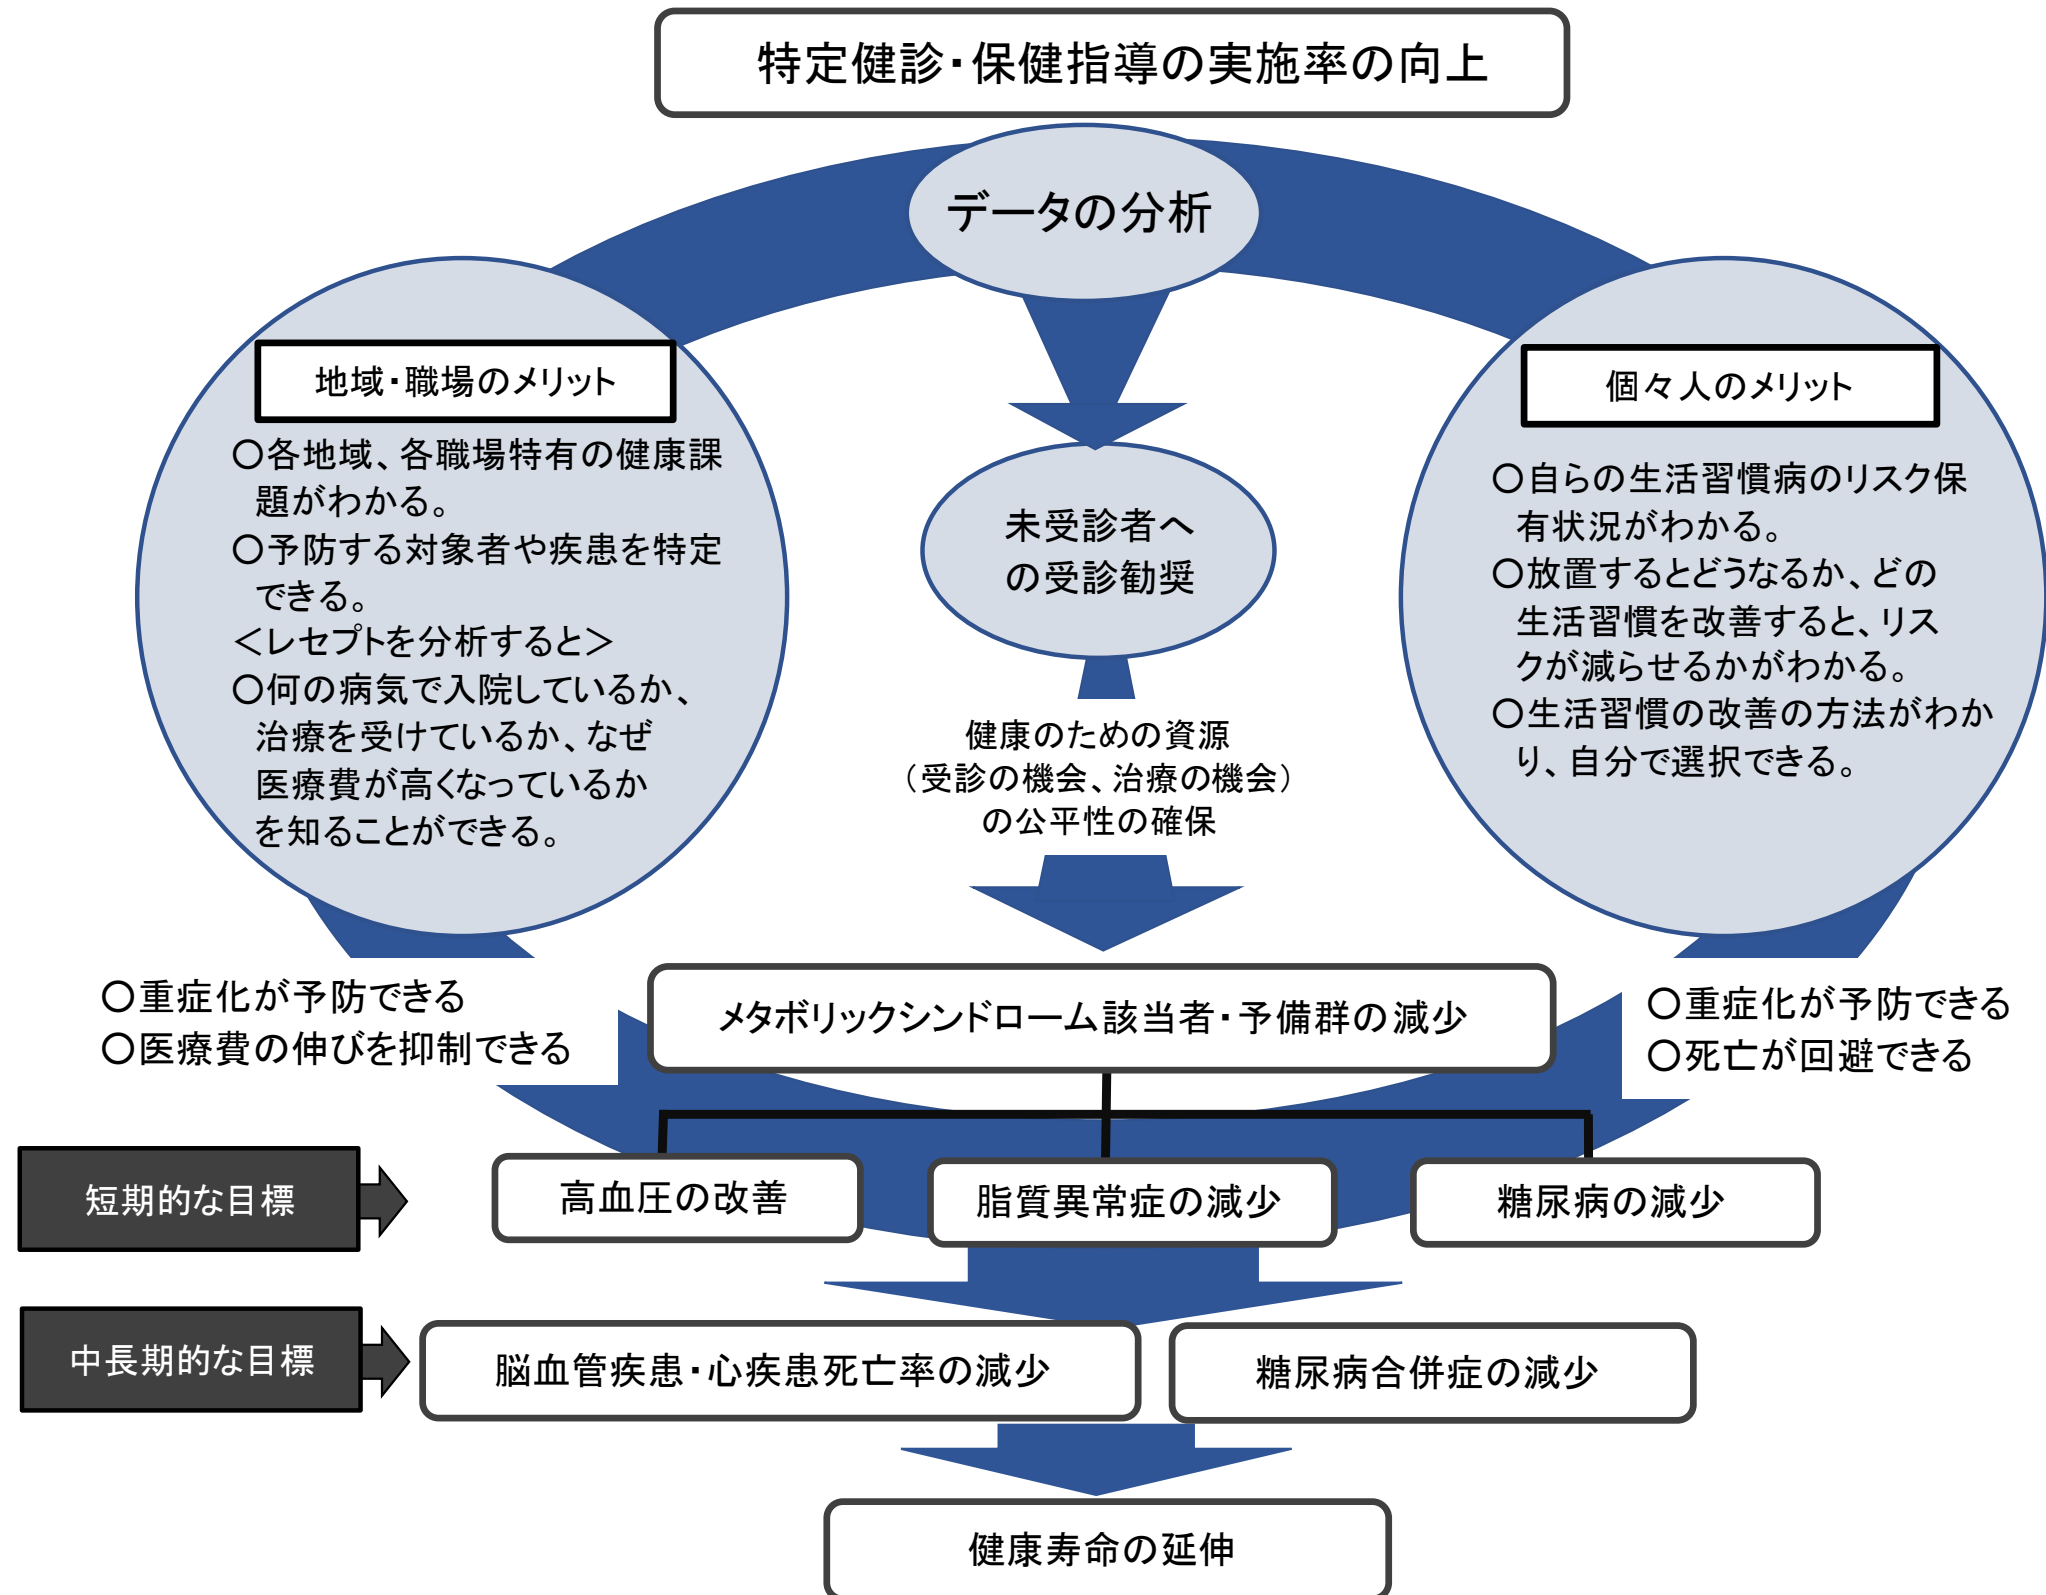 特定健診・保健指導の実施率の向上
データの分析
地域・職場のメリット
〇各地域、各職場特有の健康課
題がわかる。
〇予防する対象者や疾患を特定
できる。
＜レセプトを分析すると＞
〇何の病気で入院しているか、
治療を受けているか、なぜ
医療費が高くなっているか
を知ることができる。
未受診者へ
の受診勧奨
健康のための資源
（受診の機会、治療の機会）
の公平性の確保
個々人のメリット
〇自らの生活習慣病のリスク保
有状況がわかる。
〇放置するとどうなるか、どの
生活習慣を改善すると、リス
クが減らせるかがわかる。
〇生活習慣の改善の方法がわか
り、自分で選択できる。
〇重症化が予防できる
〇医療費の伸びを抑制できる
メタボリックシンドローム該当者・予備群の減少
〇重症化が予防できる
〇死亡が回避できる
短期的な目標
高血圧の改善
脂質異常症の減少
糖尿病の減少
中長期的な目標
脳血管疾患・心疾患死亡率の減少
糖尿病合併症の減少
健康寿命の延伸